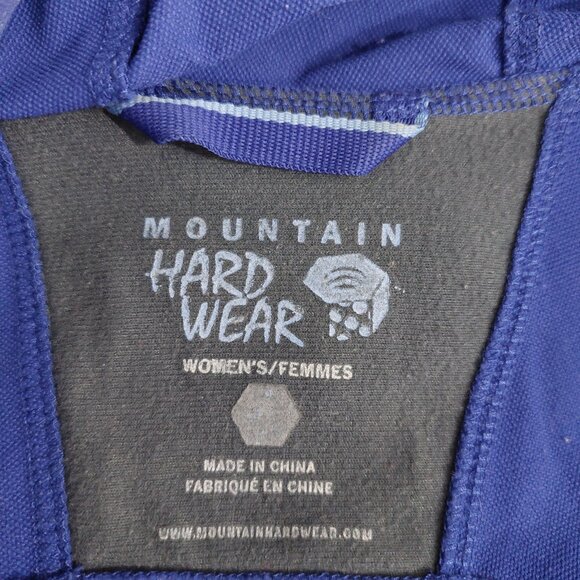 MOUNTAIN
HARD
WEAR
WOMEN'S/FEMMES
MADE IN CHINA
FABRIQUÉ EN CHINE
WWW.MOUNTAINHARDWEAR.COM